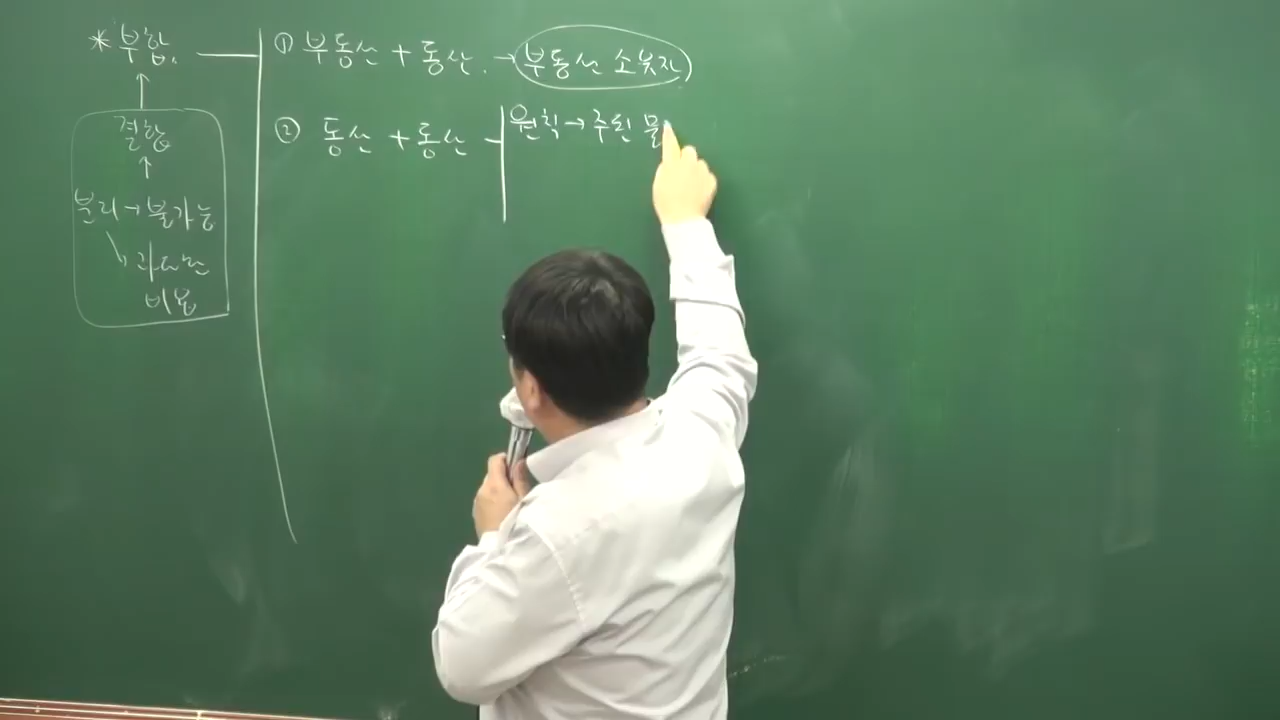 * 부합.
① 부동산 + 동산. → 부동산 소유자
② 동산 + 동산
원칙 → 주된 물
↑
결합
↑
분리 → 불가능
↘ 과다한
비용